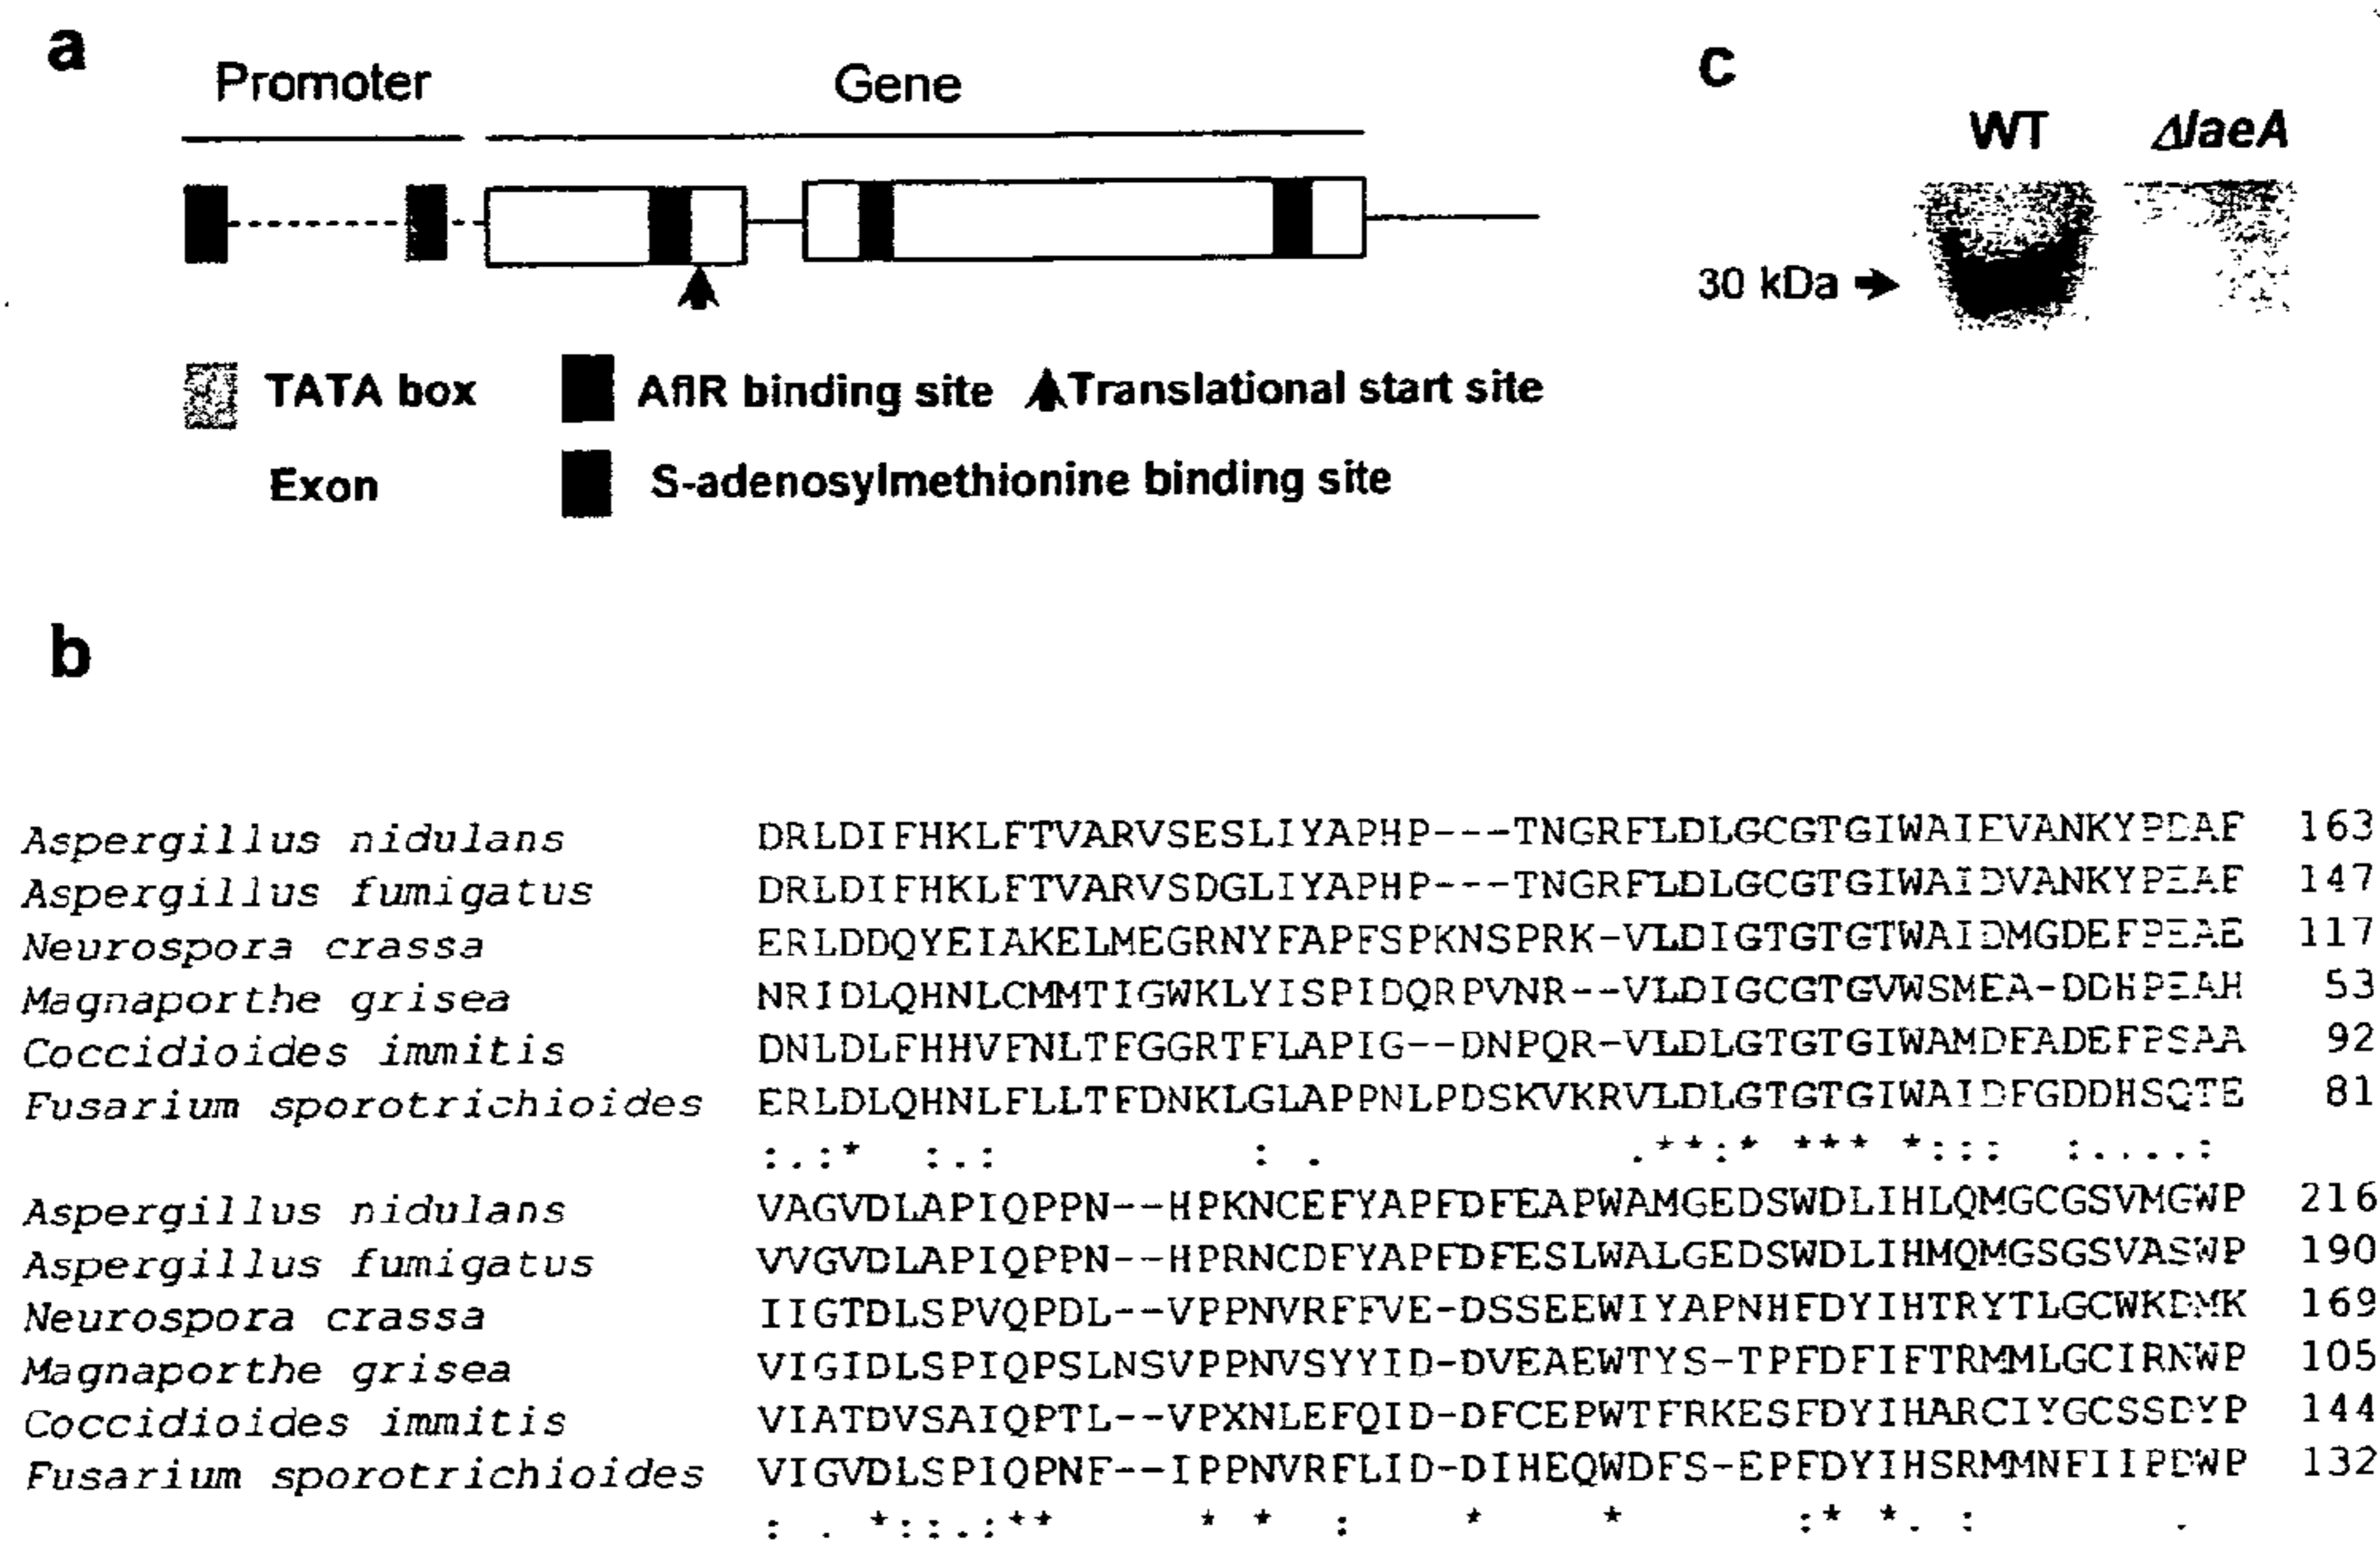 a
Promoter Gene
TATA box AflR binding site Translational start site
Exon S-adenosylmethionine binding site
c
WT ΔlaeA
30 kDa
b
Aspergillus nidulans DRLDIFHKLFTVARVSESLIYAPHP---TNGRFLDLGCGTGIWAIEVANKYPDAF 163
Aspergillus fumigatus DRLDIFHKLFTVARVSDGLIYAPHP---TNGRFLDLGCGTGIWAIDVANKYPEAF 147
Neurospora crassa ERLDDQYEIAKELMEGRNYFAPFSPKNSPRK-VLDIGTGTGTWAIDMGDEFPEAE 117
Magnaporthe grisea NRIDLQHNLCMMTIGWKLYISPIDQRPVNR--VLDIGCGTGVWSMEA-DDHPEAH 53
Coccidioides immitis DNLDLFHHVFNLTFGGRTFLAPIG--DNPQR-VLDLGTGTGIWAMDFADEFPSAA 92
Fusarium sporotrichioides ERLDLQHNLFLLTFDNKLGLAPPNLPDSKVKRVLDLGTGTGIWAIDFGDDHSQTE 81
:.:* :.: : . .**:* *** *::: :.....:
Aspergillus nidulans VAGVDLAPIQPPN--HPKNCEFYAPFDFEAPWAMGEDSWDLIHLQMGCGSVMGWP 216
Aspergillus fumigatus VVGVDLAPIQPPN--HPRNCDFYAPFDFESLWALGEDSWDLIHMQMGSGSVASWP 190
Neurospora crassa IIGTDLSPVQPDL--VPPNVRFFVE-DSSEEWIYAPNHFDYIHTRYTLGCWKDMK 169
Magnaporthe grisea VIGIDLSPIQPSLNSVPPNVSYYID-DVEAEWTYS-TPFDFIFTRMMLGCIRNWP 105
Coccidioides immitis VIATDVSAIQPTL--VPXNLEFQID-DFCEPWTFRKESFDYIHARCIYGCSSDYP 144
Fusarium sporotrichioides VIGVDLSPIQPNF--IPPNVRFLID-DIHEQWDFS-EPFDYIHSRMMNFIIPDWP 132
: . *::.:** * * : * * :* *. : .